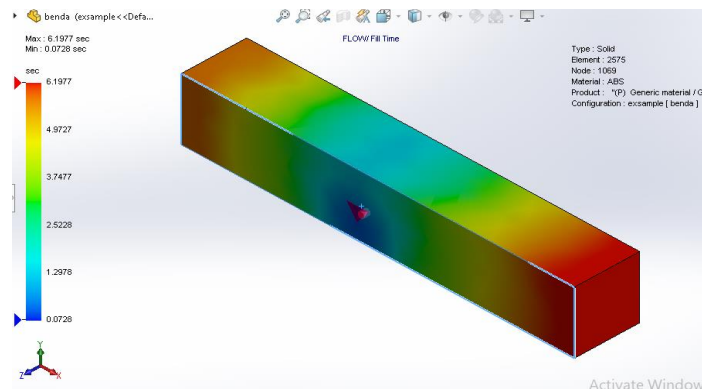 benda (exsample<<Defa...
Max : 6.1977 sec
Min : 0.0728 sec
FLOW/ Fill Time
Type : Solid
Element : 2575
Node : 1069
Material : ABS
Product : "(P) Generic material / G
Configuration : exsample [ benda ]
sec
6.1977
4.9727
3.7477
2.5228
1.2978
0.0728
Y
Z X
Activate Window